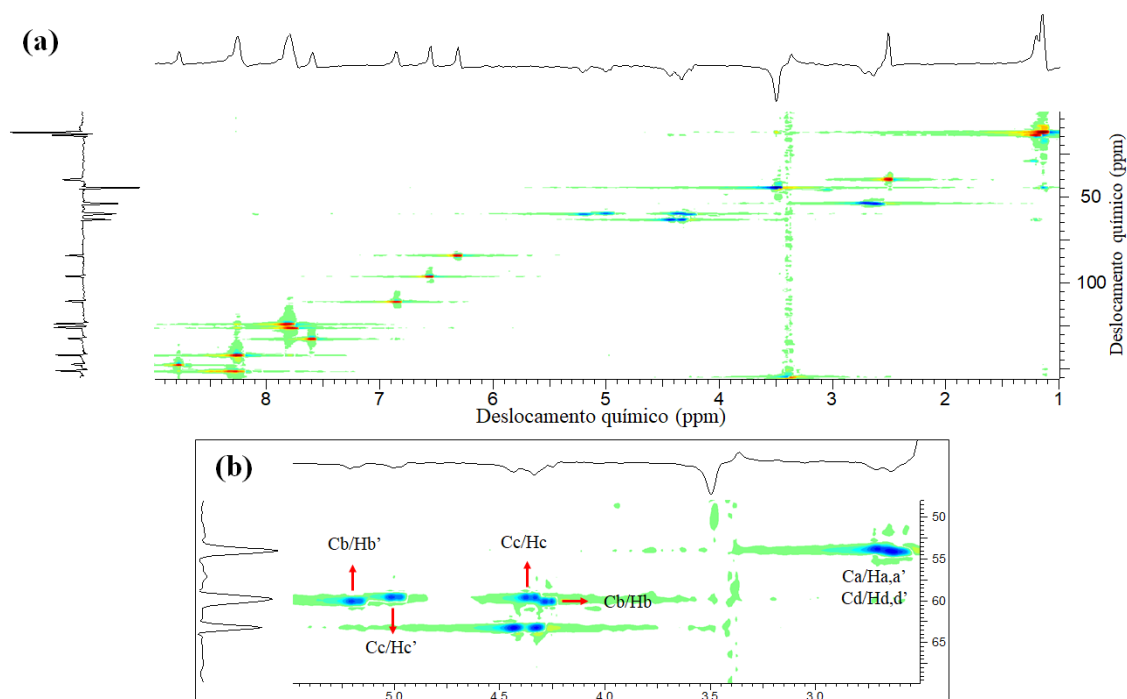 (a)
50
100
Deslocamento químico (ppm)
8 7 6 5 4 3 2 1
Deslocamento químico (ppm)
(b)
Cb/Hb’ Cc/Hc
Cb/Hb
Cc/Hc’
Ca/Ha,a’
Cd/Hd,d’
50
55
60
65
5.0 4.5 4.0 3.5 3.0